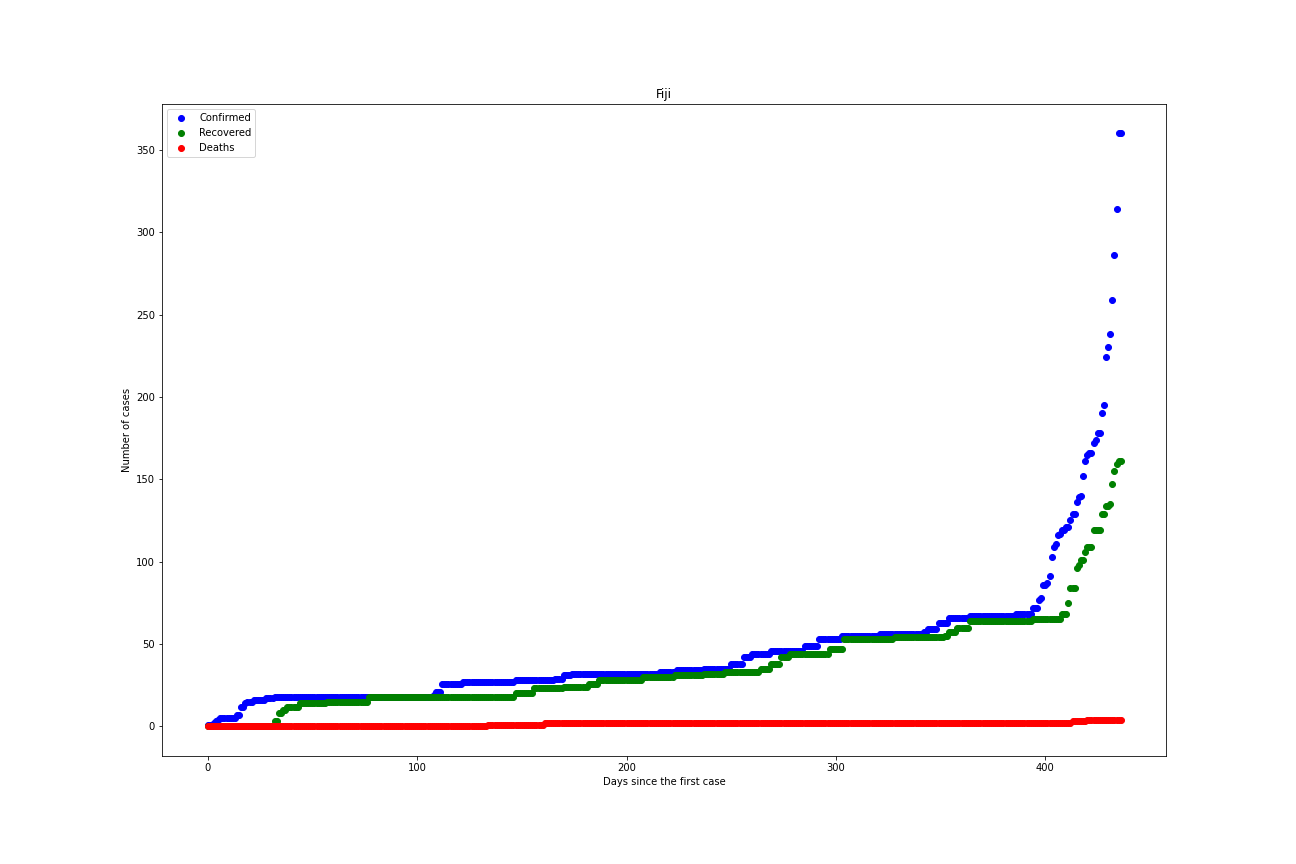 Fiji
Confirmed
Recovered
Deaths
350
300
250
200
150
100
50
0
Number of cases
0 100 200 300 400
Days since the first case